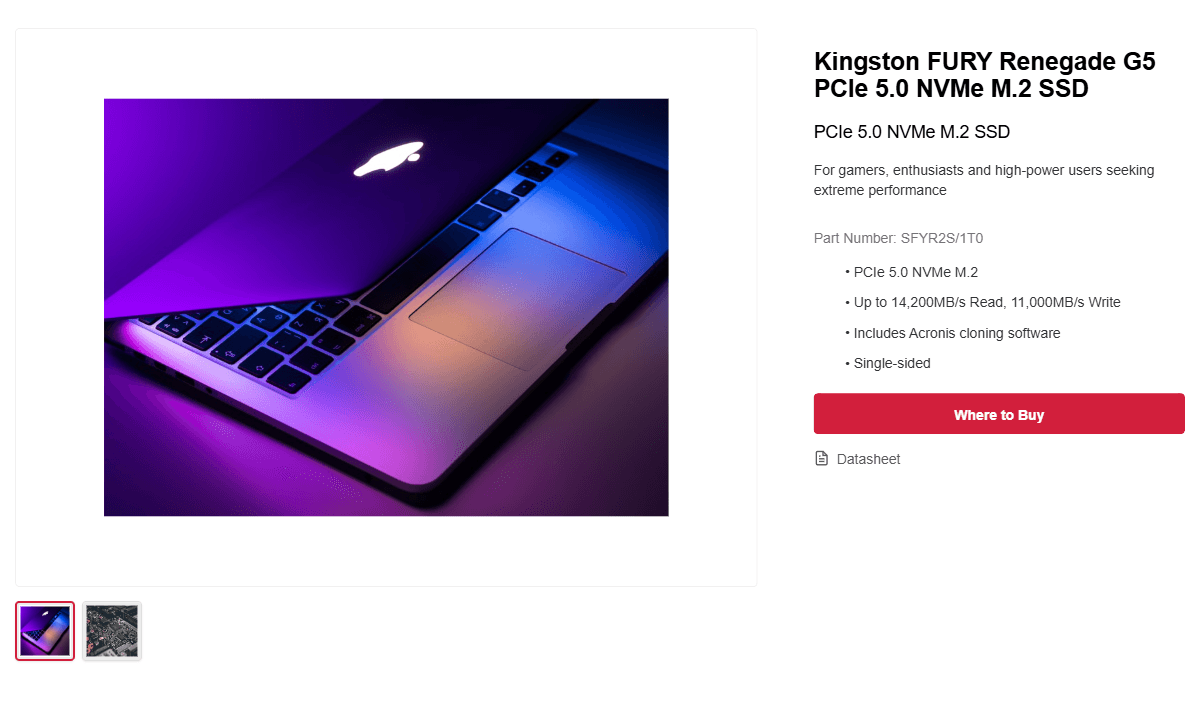 Kingston FURY Renegade G5
PCIe 5.0 NVMe M.2 SSD
PCIe 5.0 NVMe M.2 SSD
For gamers, enthusiasts and high-power users seeking
extreme performance
Part Number: SFYR2S/1T0
• PCIe 5.0 NVMe M.2
• Up to 14,200MB/s Read, 11,000MB/s Write
• Includes Acronis cloning software
• Single-sided
Where to Buy
Datasheet